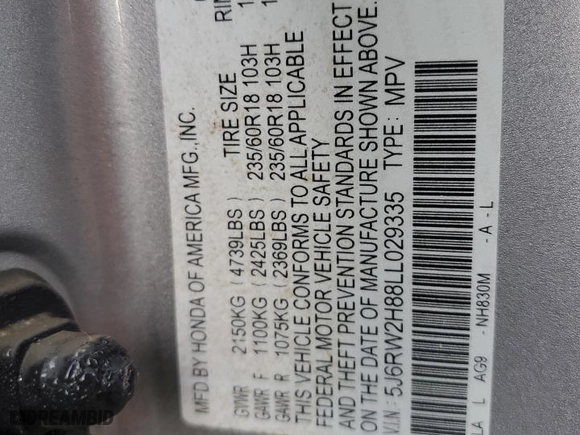 MFD BY HONDA OF AMERICA MFG., INC.
TIRE SIZE RIM
GVWR 2150KG (4739LBS)
GAWR F 1100KG (2425LBS) 235/60R18 103H
GAWR R 1075KG (2369LBS) 235/60R18 103H
THIS VEHICLE CONFORMS TO ALL APPLICABLE
FEDERAL MOTOR VEHICLE SAFETY
AND THEFT PREVENTION STANDARDS IN EFFECT
ON THE DATE OF MANUFACTURE SHOWN ABOVE.
V.I.N: 5J6RW2H88LL029335 TYPE: MPV
LA L AG9 - NH830M - A - L
IDREAMBID